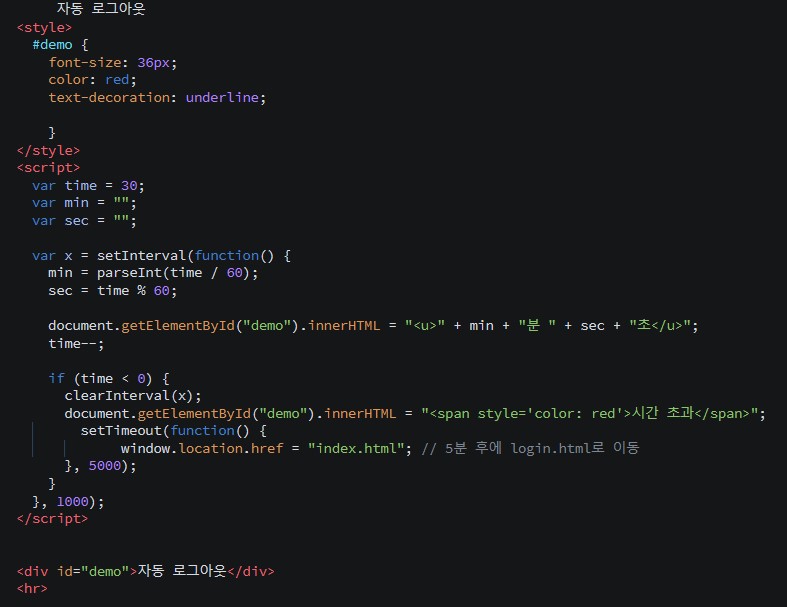 자동 로그아웃
<style>
#demo {
font-size: 36px;
color: red;
text-decoration: underline;
}
</style>
<script>
var time = 30;
var min = "";
var sec = "";
var x = setInterval(function() {
min = parseInt(time / 60);
sec = time % 60;
document.getElementById("demo").innerHTML = "<u>" + min + "분 " + sec + "초</u>";
time--;
if (time < 0) {
clearInterval(x);
document.getElementById("demo").innerHTML = "<span style='color: red'>시간 초과</span>";
setTimeout(function() {
window.location.href = "index.html"; // 5분 후에 login.html로 이동
}, 5000);
}
}, 1000);
</script>
<div id="demo">자동 로그아웃</div>
<hr>